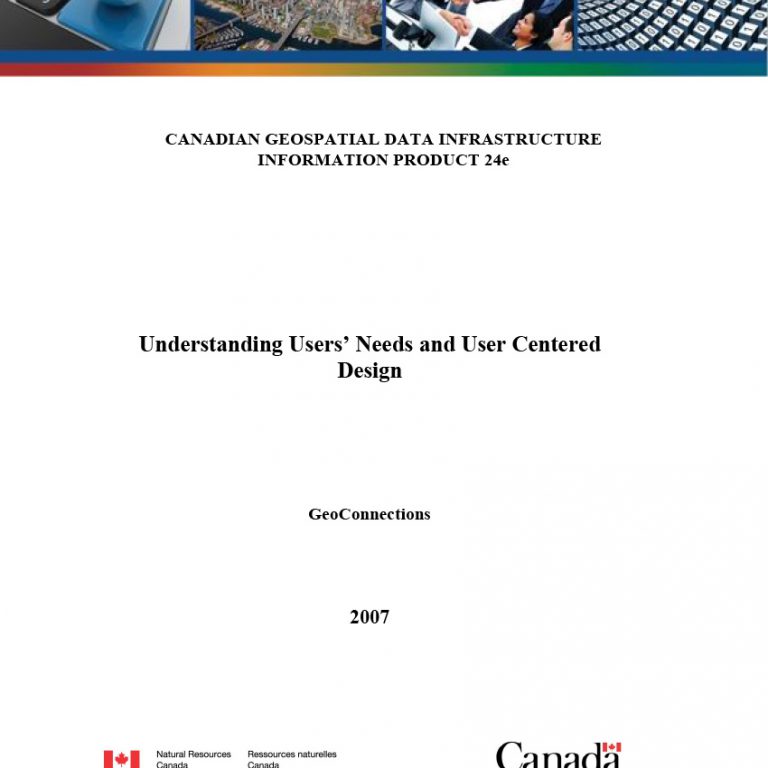 CANADIAN GEOSPATIAL DATA INFRASTRUCTURE
INFORMATION PRODUCT 24e
Understanding Users’ Needs and User Centered
Design
GeoConnections
2007
Natural Resources Ressources naturelles
Canada Canada
Canada